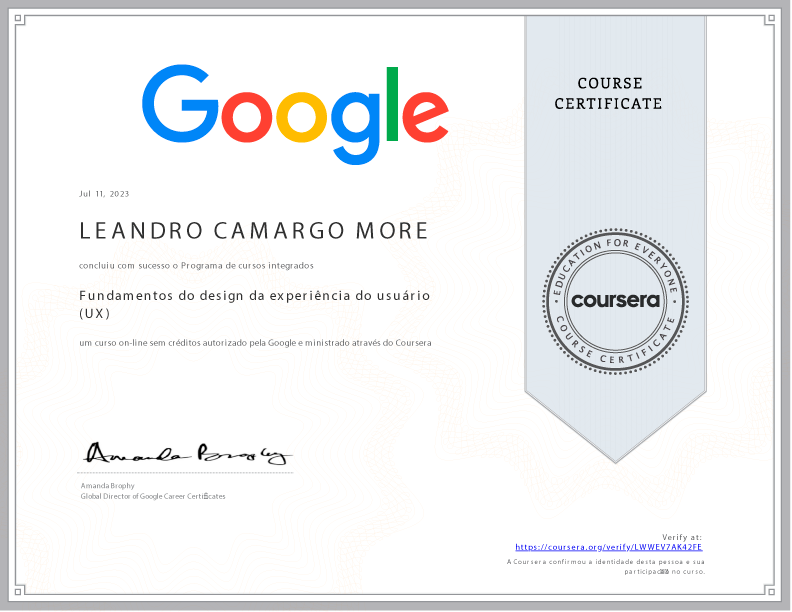 Google
COURSE
CERTIFICATE
Jul 11, 2023
LEANDRO CAMARGO MORE
concluiu com sucesso o Programa de cursos integrados
Fundamentos do design da experiência do usuário
(UX)
um curso on-line sem créditos autorizado pela Google e ministrado através do Coursera
EDUCATION FOR EVERYONE
coursera
COURSE CERTIFICATE
Amanda Brophy
Amanda Brophy
Global Director of Google Career Certificates
Verify at:
https://coursera.org/verify/LWWEV7AK42FE
A Coursera confirmou a identidade desta pessoa e sua
participação no curso.